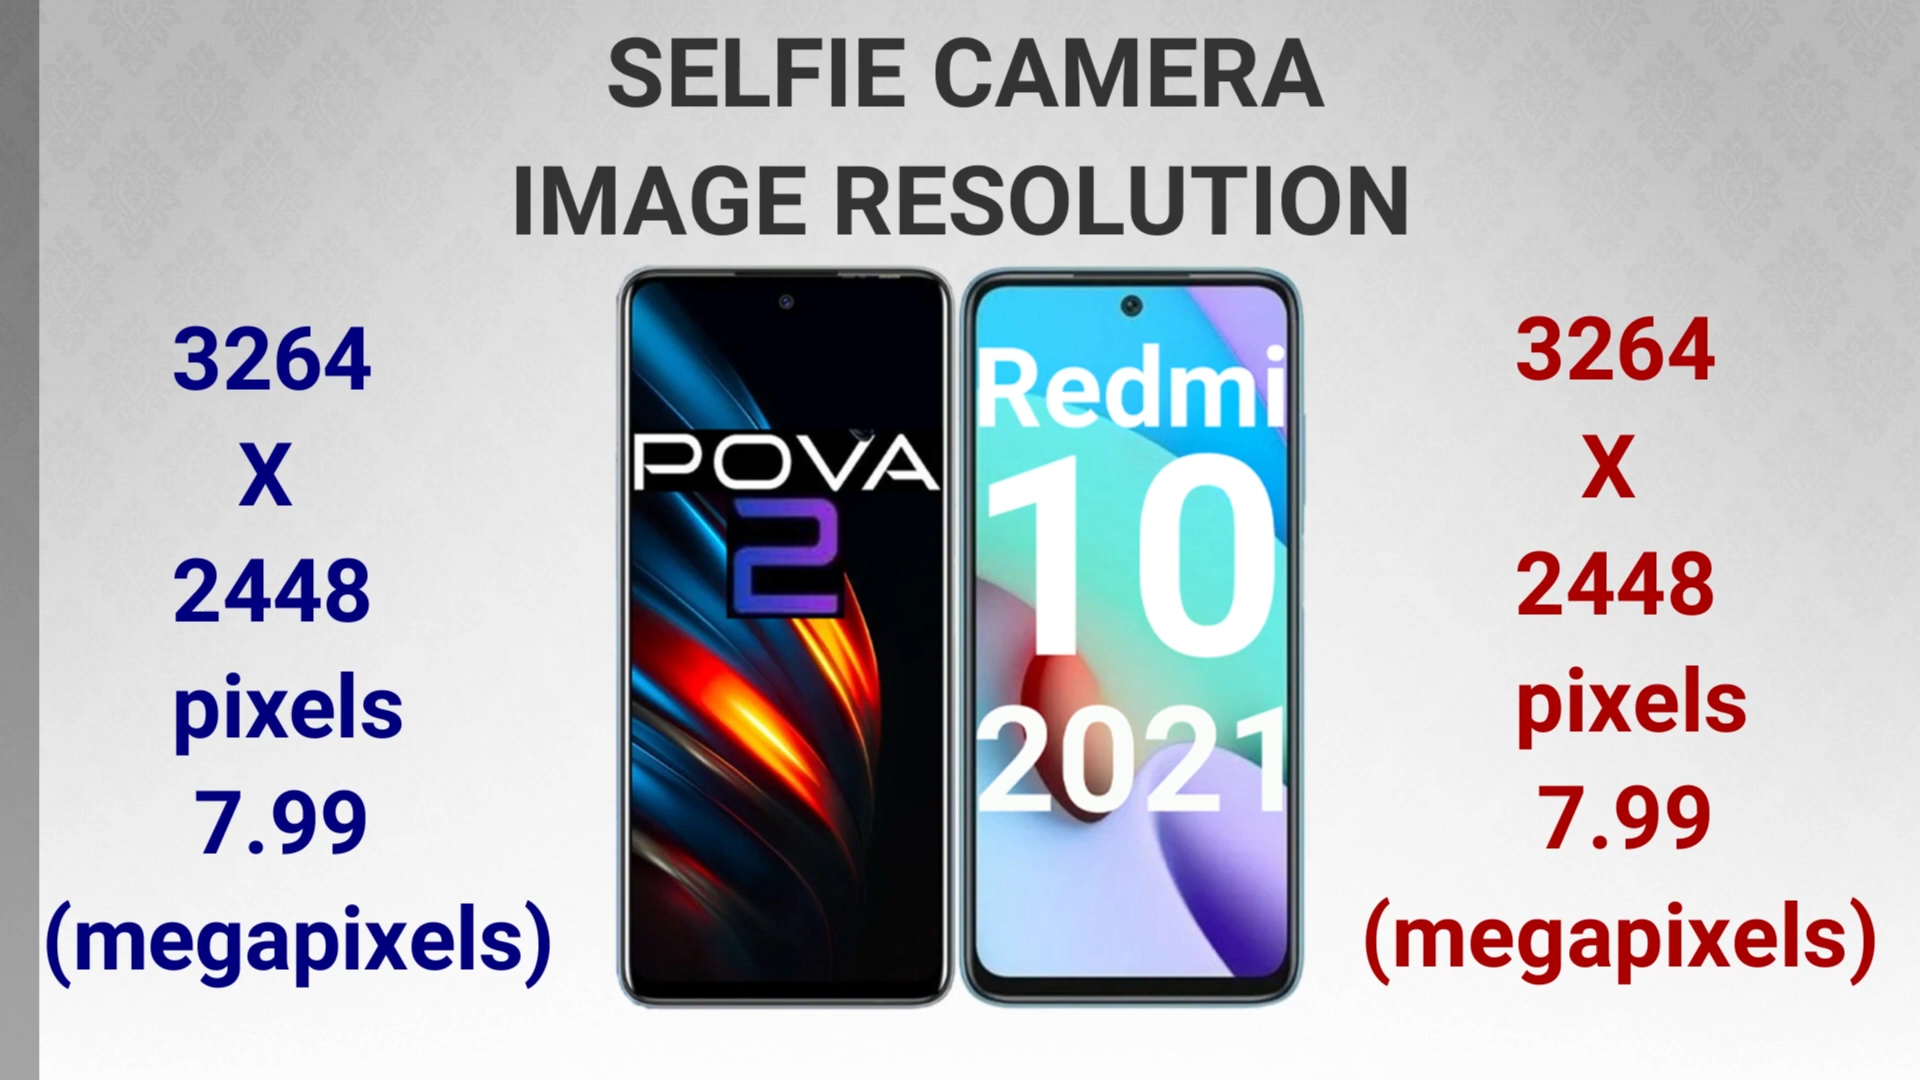 SELFIE CAMERA
IMAGE RESOLUTION
3264
X
2448
pixels
7.99
(megapixels)
POVA
2
Redmi
10
2021
3264
X
2448
pixels
7.99
(megapixels)